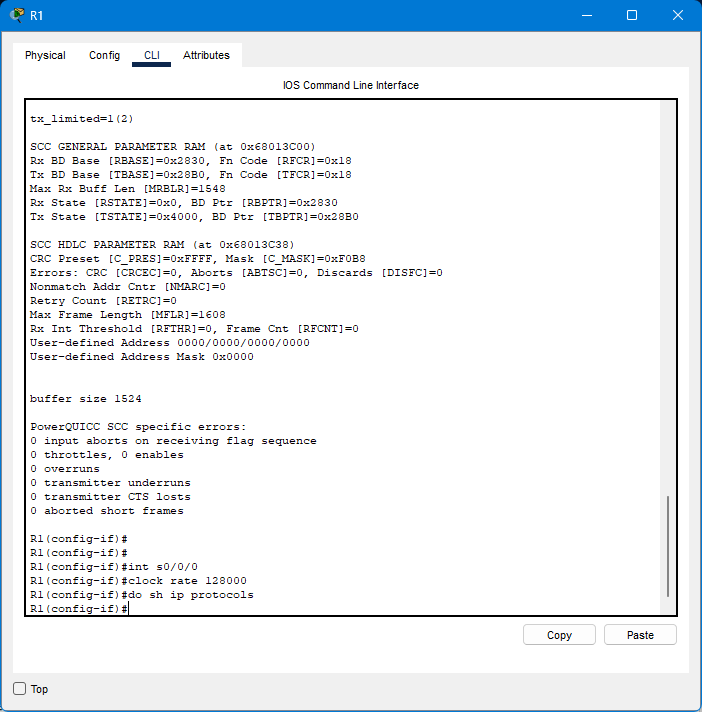 R1
Physical Config CLI Attributes
IOS Command Line Interface
tx_limited=1(2)
SCC GENERAL PARAMETER RAM (at 0x68013C00)
Rx BD Base [RBASE]=0x2830, Fn Code [RFCR]=0x18
Tx BD Base [TBASE]=0x28B0, Fn Code [TFCR]=0x18
Max Rx Buff Len [MRBLR]=1548
Rx State [RSTATE]=0x0, BD Ptr [RBPTR]=0x2830
Tx State [TSTATE]=0x4000, BD Ptr [TBPTR]=0x28B0
SCC HDLC PARAMETER RAM (at 0x68013C38)
CRC Preset [C_PRES]=0xFFFF, Mask [C_MASK]=0xF0B8
Errors: CRC [CRCEC]=0, Aborts [ABTSC]=0, Discards [DISFC]=0
Nonmatch Addr Cntr [NMARC]=0
Retry Count [RETRC]=0
Max Frame Length [MFLR]=1608
Rx Int Threshold [RFTHR]=0, Frame Cnt [RFCNT]=0
User-defined Address 0000/0000/0000/0000
User-defined Address Mask 0x0000
buffer size 1524
PowerQUICC SCC specific errors:
0 input aborts on receiving flag sequence
0 throttles, 0 enables
0 overruns
0 transmitter underruns
0 transmitter CTS losts
0 aborted short frames
R1(config-if)#
R1(config-if)#
R1(config-if)#int s0/0/0
R1(config-if)#clock rate 128000
R1(config-if)#do sh ip protocols
R1(config-if)#
Copy Paste
Top